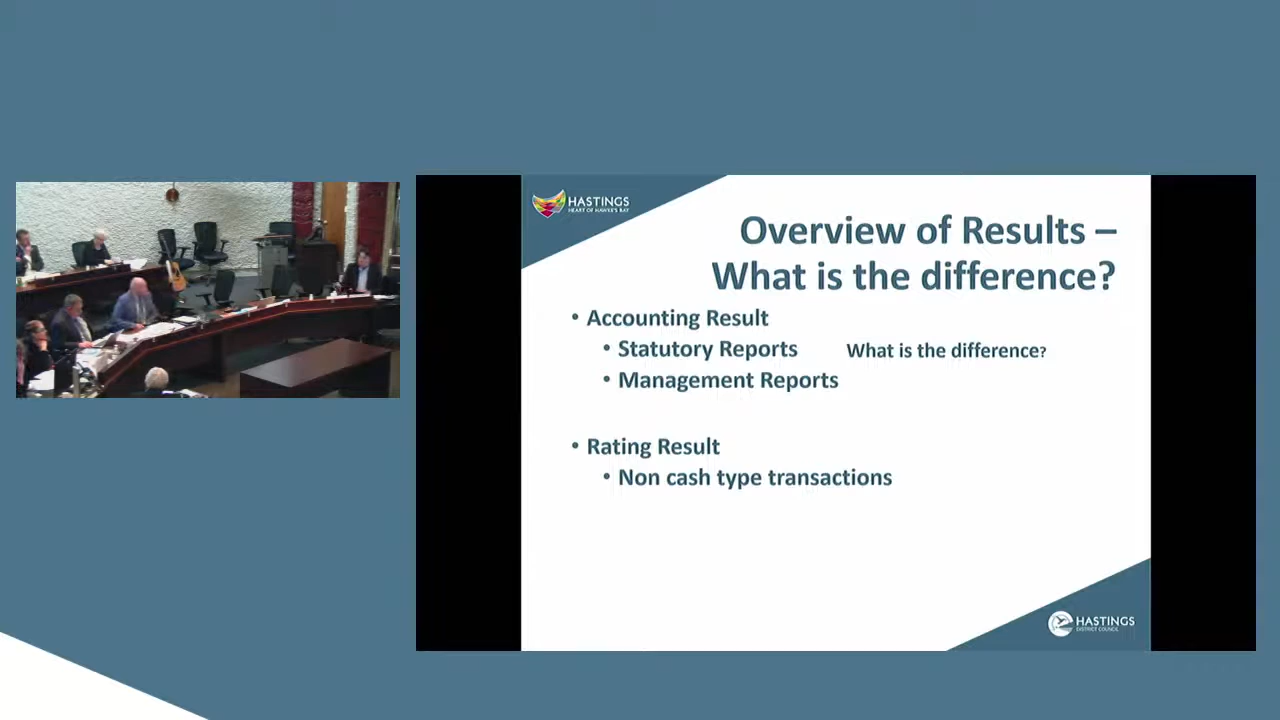 HASTINGS
HEART OF HAWKE'S BAY
Overview of Results –
What is the difference?
• Accounting Result
• Statutory Reports What is the difference?
• Management Reports
• Rating Result
• Non cash type transactions
HASTINGS
DISTRICT COUNCIL